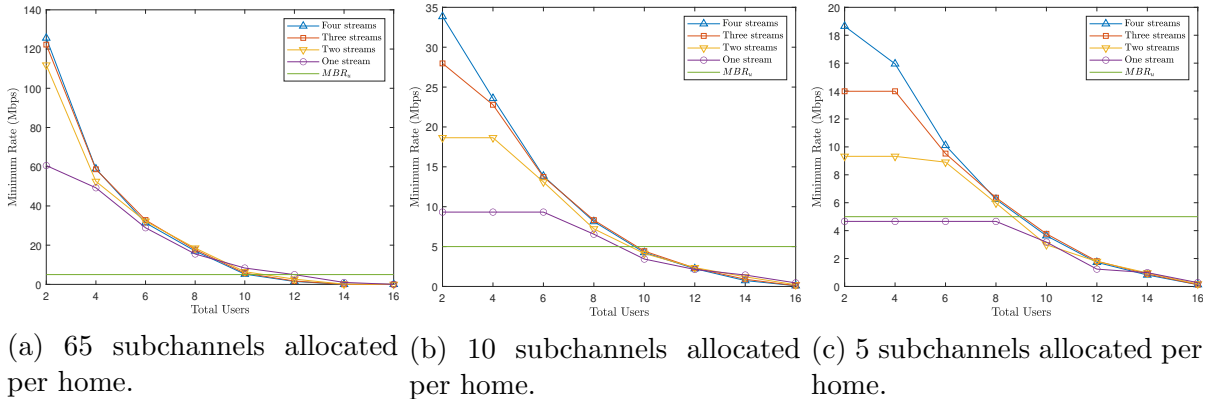 140
120
100
80
60
40
20
0
Minimum Rate (Mbps)
2 4 6 8 10 12 14 16
Total Users
Four streams
Three streams
Two streams
One stream
MBRᵤ
(a) 65 subchannels allocated
per home.
35
30
25
20
15
10
5
0
Minimum Rate (Mbps)
2 4 6 8 10 12 14 16
Total Users
Four streams
Three streams
Two streams
One stream
MBRᵤ
(b) 10 subchannels allocated
per home.
20
18
16
14
12
10
8
6
4
2
0
Minimum Rate (Mbps)
2 4 6 8 10 12 14 16
Total Users
Four streams
Three streams
Two streams
One stream
MBRᵤ
(c) 5 subchannels allocated per
home.